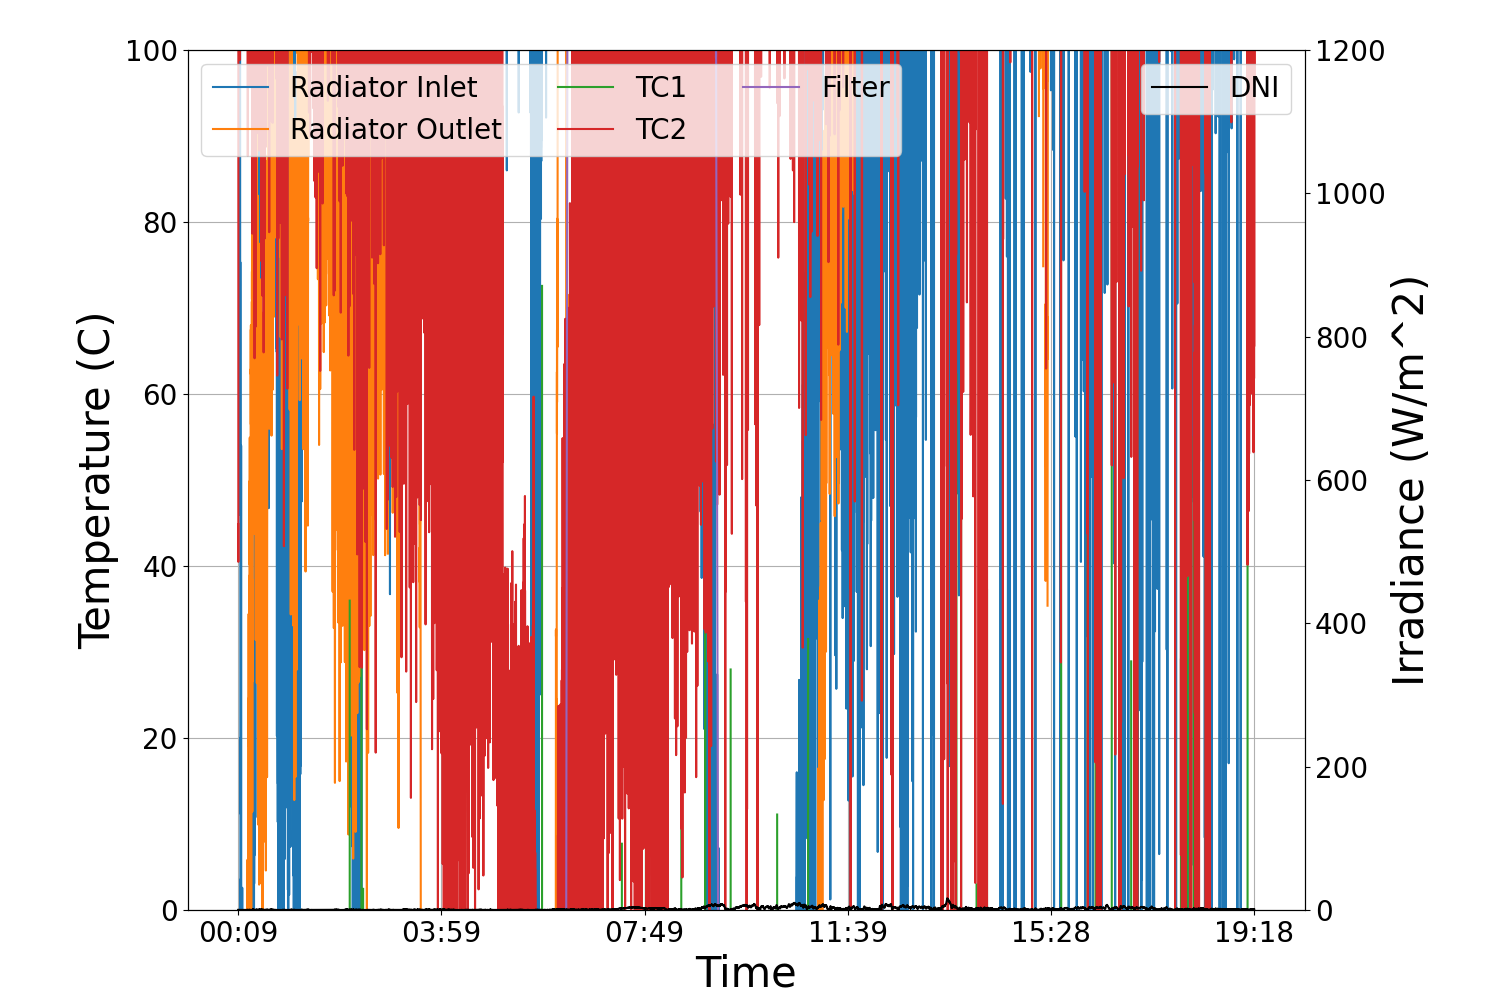 100
80
60
40
20
0
Temperature (C)
Radiator Inlet
Radiator Outlet
TC1
TC2
Filter
DNI
1200
1000
800
600
400
200
0
Irradiance (W/m^2)
00:09 03:59 07:49 11:39 15:28 19:18
Time